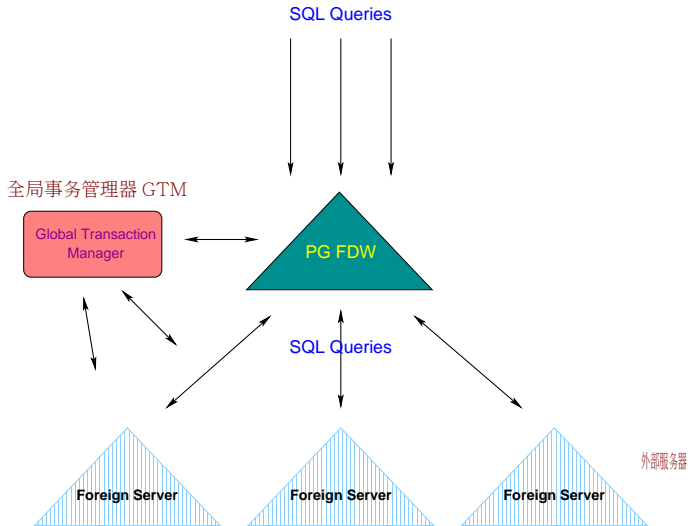 SQL Queries
全局事务管理器 GTM
Global Transaction
Manager
PG FDW
SQL Queries
外部服务器
Foreign Server
Foreign Server
Foreign Server